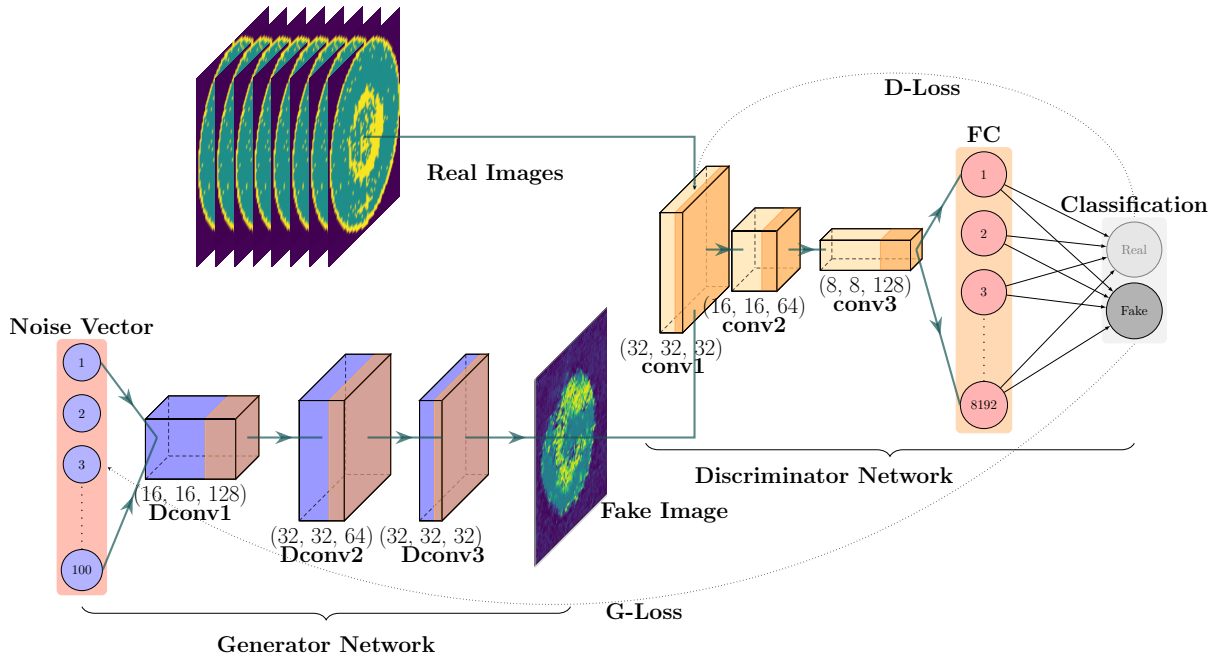 D-Loss
FC
Real Images
1
2
3
8192
Classification
Real
Fake
(32, 32, 32)
conv1
(16, 16, 64)
conv2
(8, 8, 128)
conv3
Discriminator Network
Noise Vector
1
2
3
100
(16, 16, 128)
Dconv1
(32, 32, 64)
Dconv2
(32, 32, 32)
Dconv3
Fake Image
G-Loss
Generator Network